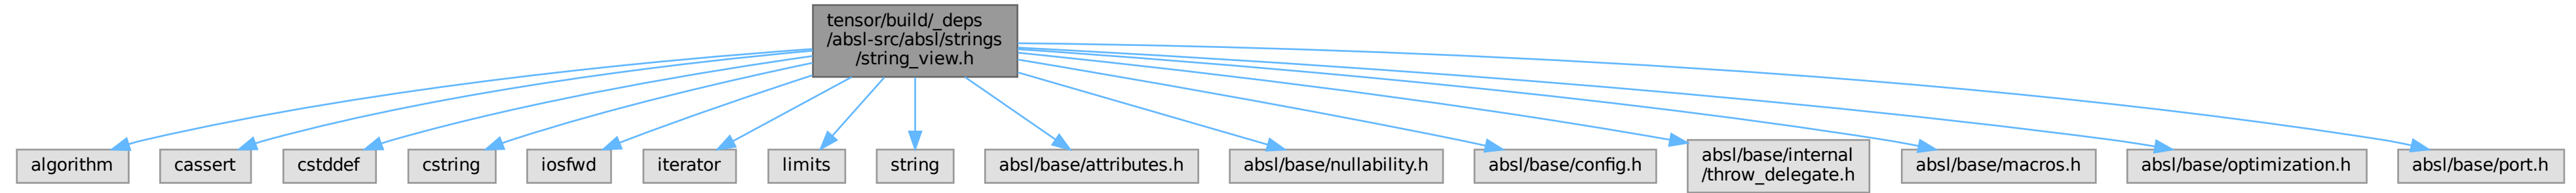 tensor/build/_deps
/absl-src/absl/strings
/string_view.h
algorithm
cassert
cstddef
cstring
iosfwd
iterator
limits
string
absl/base/attributes.h
absl/base/nullability.h
absl/base/config.h
absl/base/internal
/throw_delegate.h
absl/base/macros.h
absl/base/optimization.h
absl/base/port.h